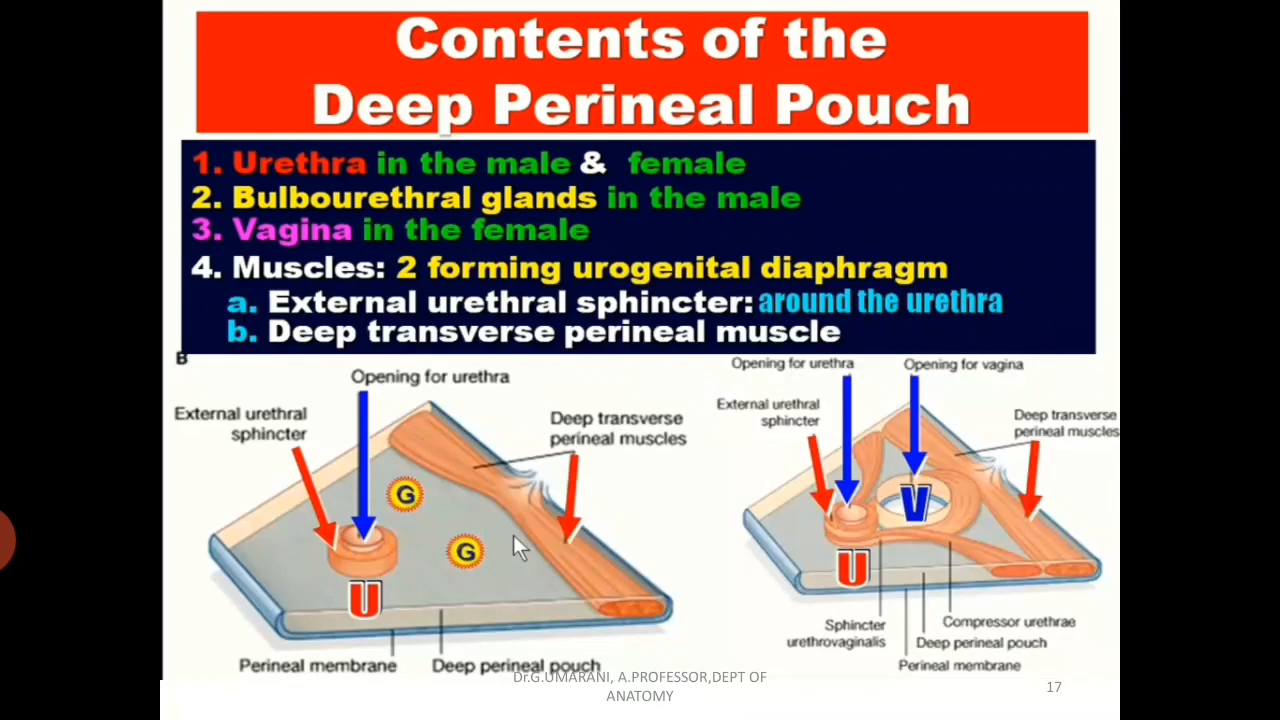 Contents of the
Deep Perineal Pouch
1. Urethra in the male & female
2. Bulbourethral glands in the male
3. Vagina in the female
4. Muscles: 2 forming urogenital diaphragm
a. External urethral sphincter: around the urethra
b. Deep transverse perineal muscle
B
Opening for urethra
External urethral
sphincter
Deep transverse
perineal muscles
G
G
U
Perineal membrane
Deep perineal pouch
Opening for urethra
Opening for vagina
External urethral
sphincter
Deep transverse
perineal muscles
V
U
Sphincter
urethrovaginalis
Compressor urethrae
Deep perineal pouch
Perineal membrane
Dr.G.UMARANI, A.PROFESSOR,DEPT OF
ANATOMY
17